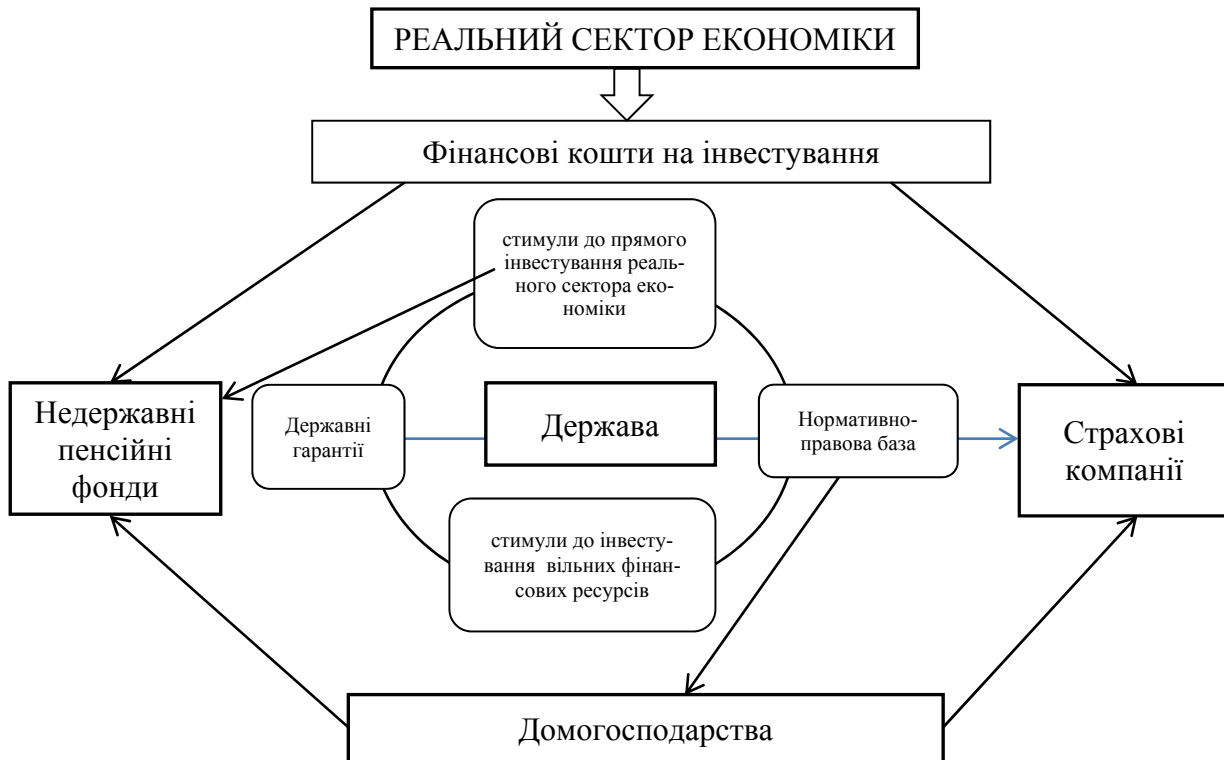 РЕАЛЬНИЙ СЕКТОР ЕКОНОМІКИ
Фінансові кошти на інвестування
стимули до прямого
інвестування реаль-
ного сектора еко-
номіки
Недержавні
пенсійні
фонди
Державні
гарантії
Держава
Нормативно-
правова база
Страхові
компанії
стимули до інвесту-
вання вільних фінан-
сових ресурсів
Домогосподарства